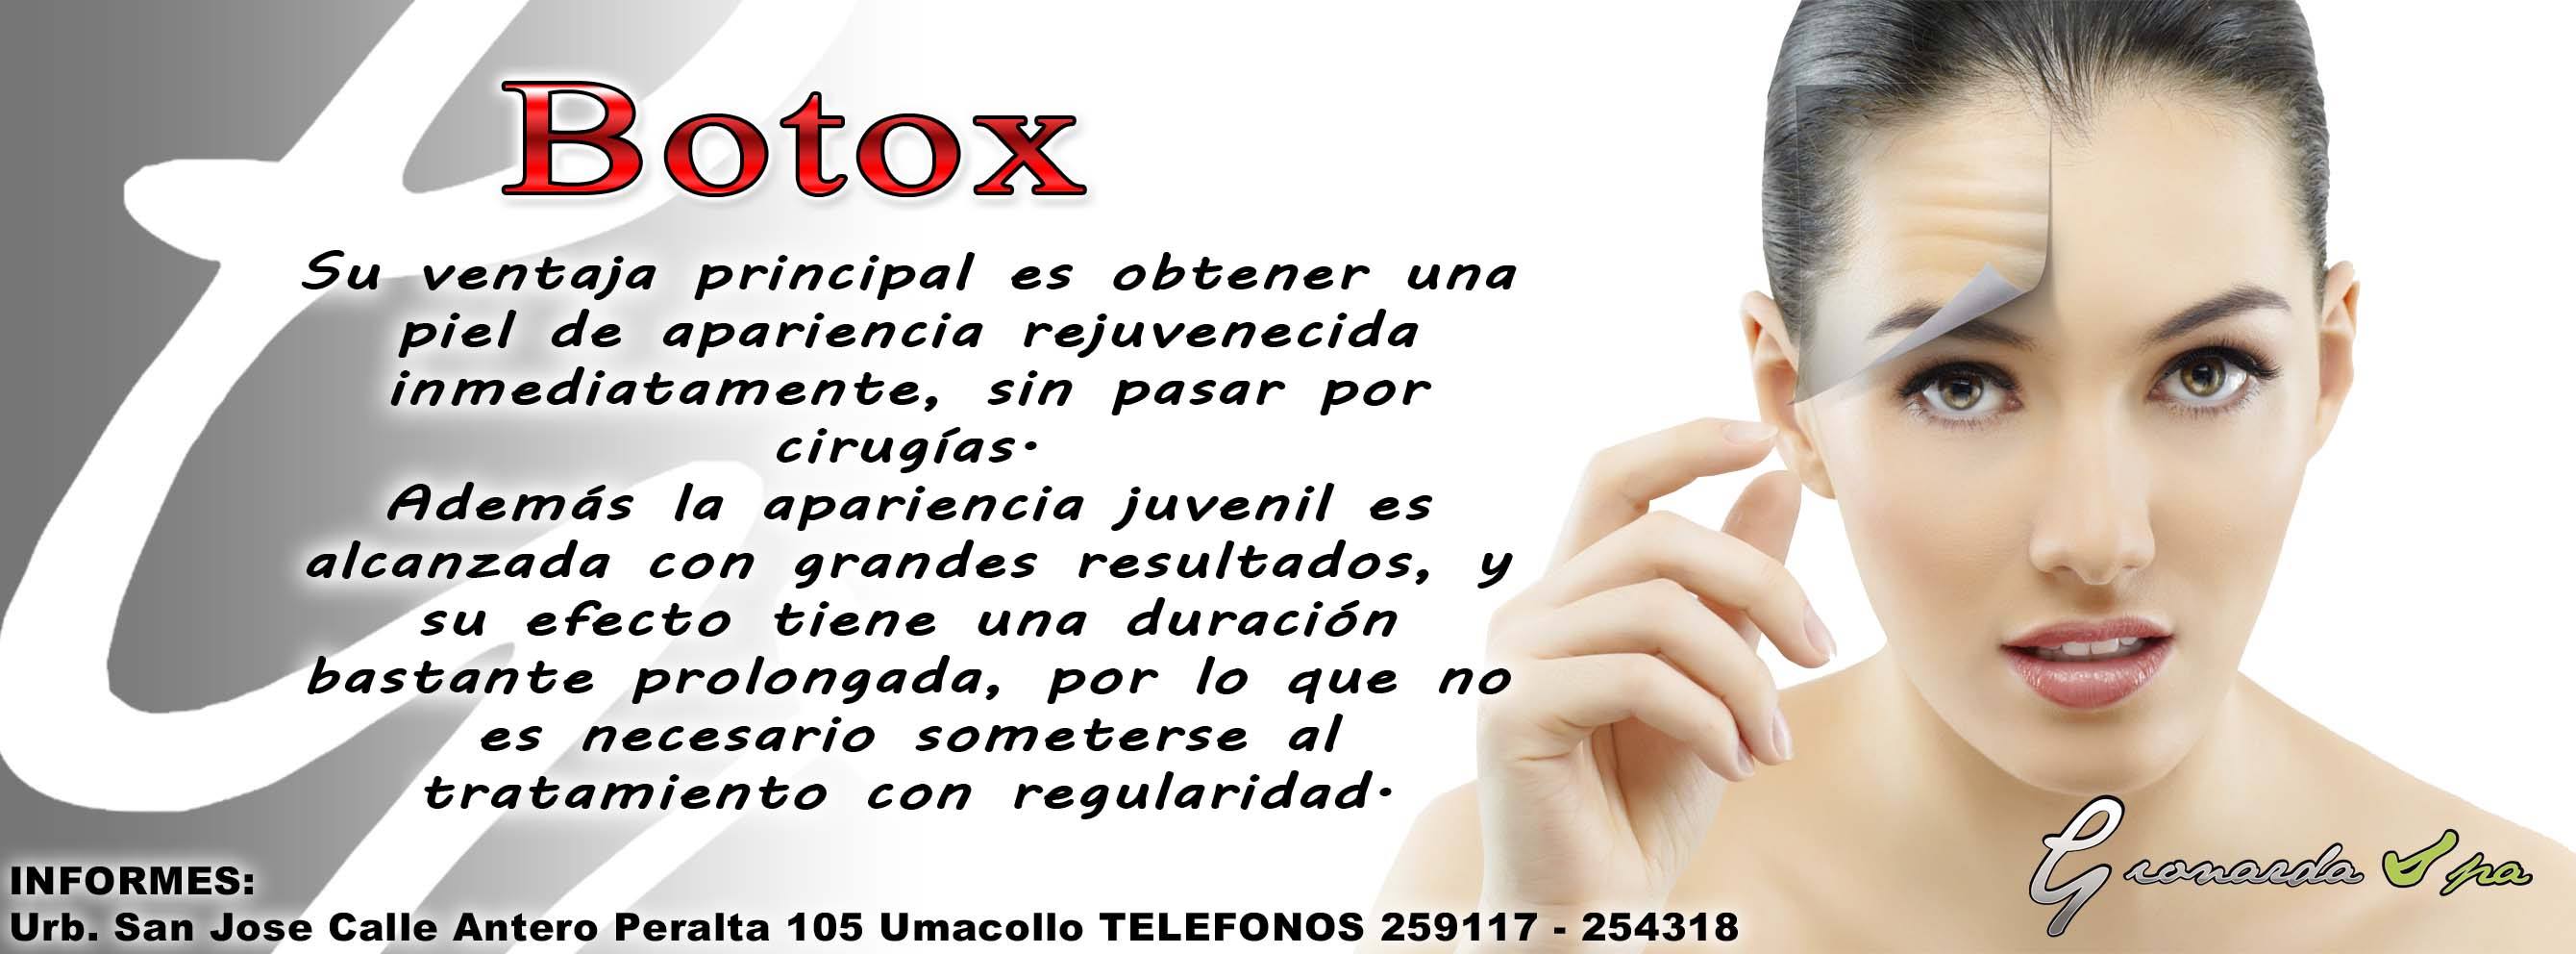 Botox
Su ventaja principal es obtener una
piel de apariencia rejuvenecida
inmediatamente, sin pasar por
cirugías.
Además la apariencia juvenil es
alcanzada con grandes resultados, y
su efecto tiene una duración
bastante prolongada, por lo que no
es necesario someterse al
tratamiento con regularidad.
Gronarda Spa
INFORMES:
Urb. San Jose Calle Antero Peralta 105 Umacollo TELEFONOS 259117 - 254318